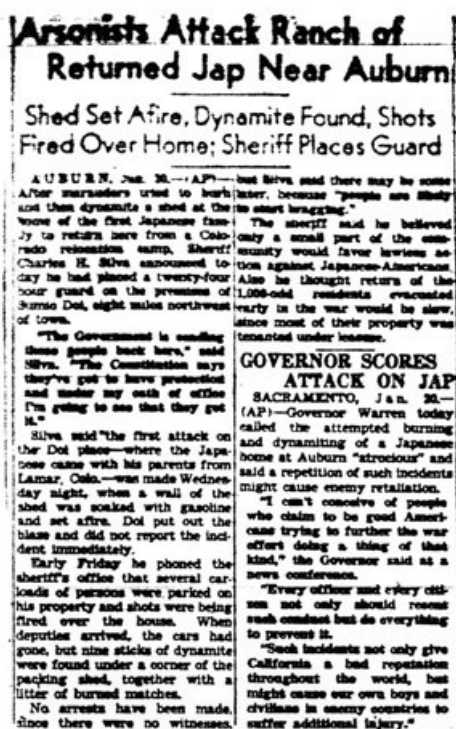 Arsonists Attack Ranch of
Returned Jap Near Auburn
Shed Set Afire, Dynamite Found, Shots
Fired Over Home; Sheriff Places Guard
AUBURN, Jan. 20.—(AP)—
After marauders tried to burn
and then dynamite a shed at the
home of the first Japanese fami-
ly to return here from a Colo-
rado relocation camp, Sheriff
Charles H. Silva announced to-
day he had placed a twenty-four
hour guard on the premises of
Sumio Doi, eight miles northwest
of town.
"The Government is sending
these people back here," said
Silva. "The Constitution says
they've got to have protection
and under my oath of office
I'm going to see that they get
it."
Silva said the first attack on
the Doi place—where the Japa-
nese came with his parents from
Lamar, Colo.—was made Wednes-
day night, when a wall of the
shed was soaked with gasoline
and set afire. Doi put out the
blaze and did not report the inci-
dent immediately.
Early Friday he phoned the
sheriff's office that several car-
loads of persons were parked on
his property and shots were being
fired over the house. When
deputies arrived, the cars had
gone, but nine sticks of dynamite
were found under a corner of the
packing shed, together with a
litter of burned matches.
No arrests have been made,
since there were no witnesses,
but Silva said there may be some
later, because "people are likely
to start bragging."
The sheriff said he believed
only a small part of the com-
munity would favor lawless ac-
tion against Japanese-Americans.
Also he thought return of the
1,000-odd residents evacuated
early in the war would be slow,
since most of their property was
tenanted under leases.
GOVERNOR SCORES
ATTACK ON JAP
SACRAMENTO, Jan. 20.—
(AP)—Governor Warren today
called the attempted burning
and dynamiting of a Japanese
home at Auburn "atrocious" and
said a repetition of such incidents
might cause enemy retaliation.
"I can't conceive of people
who claim to be good Ameri-
cans trying to further the war
effort doing a thing of that
kind," the Governor said at a
news conference.
"Every officer and every citi-
zen not only should resent
such conduct but do everything
to prevent it.
"Such incidents not only give
California a bad reputation
throughout the world, but
might cause our own boys and
civilians in enemy countries to
suffer additional injury."